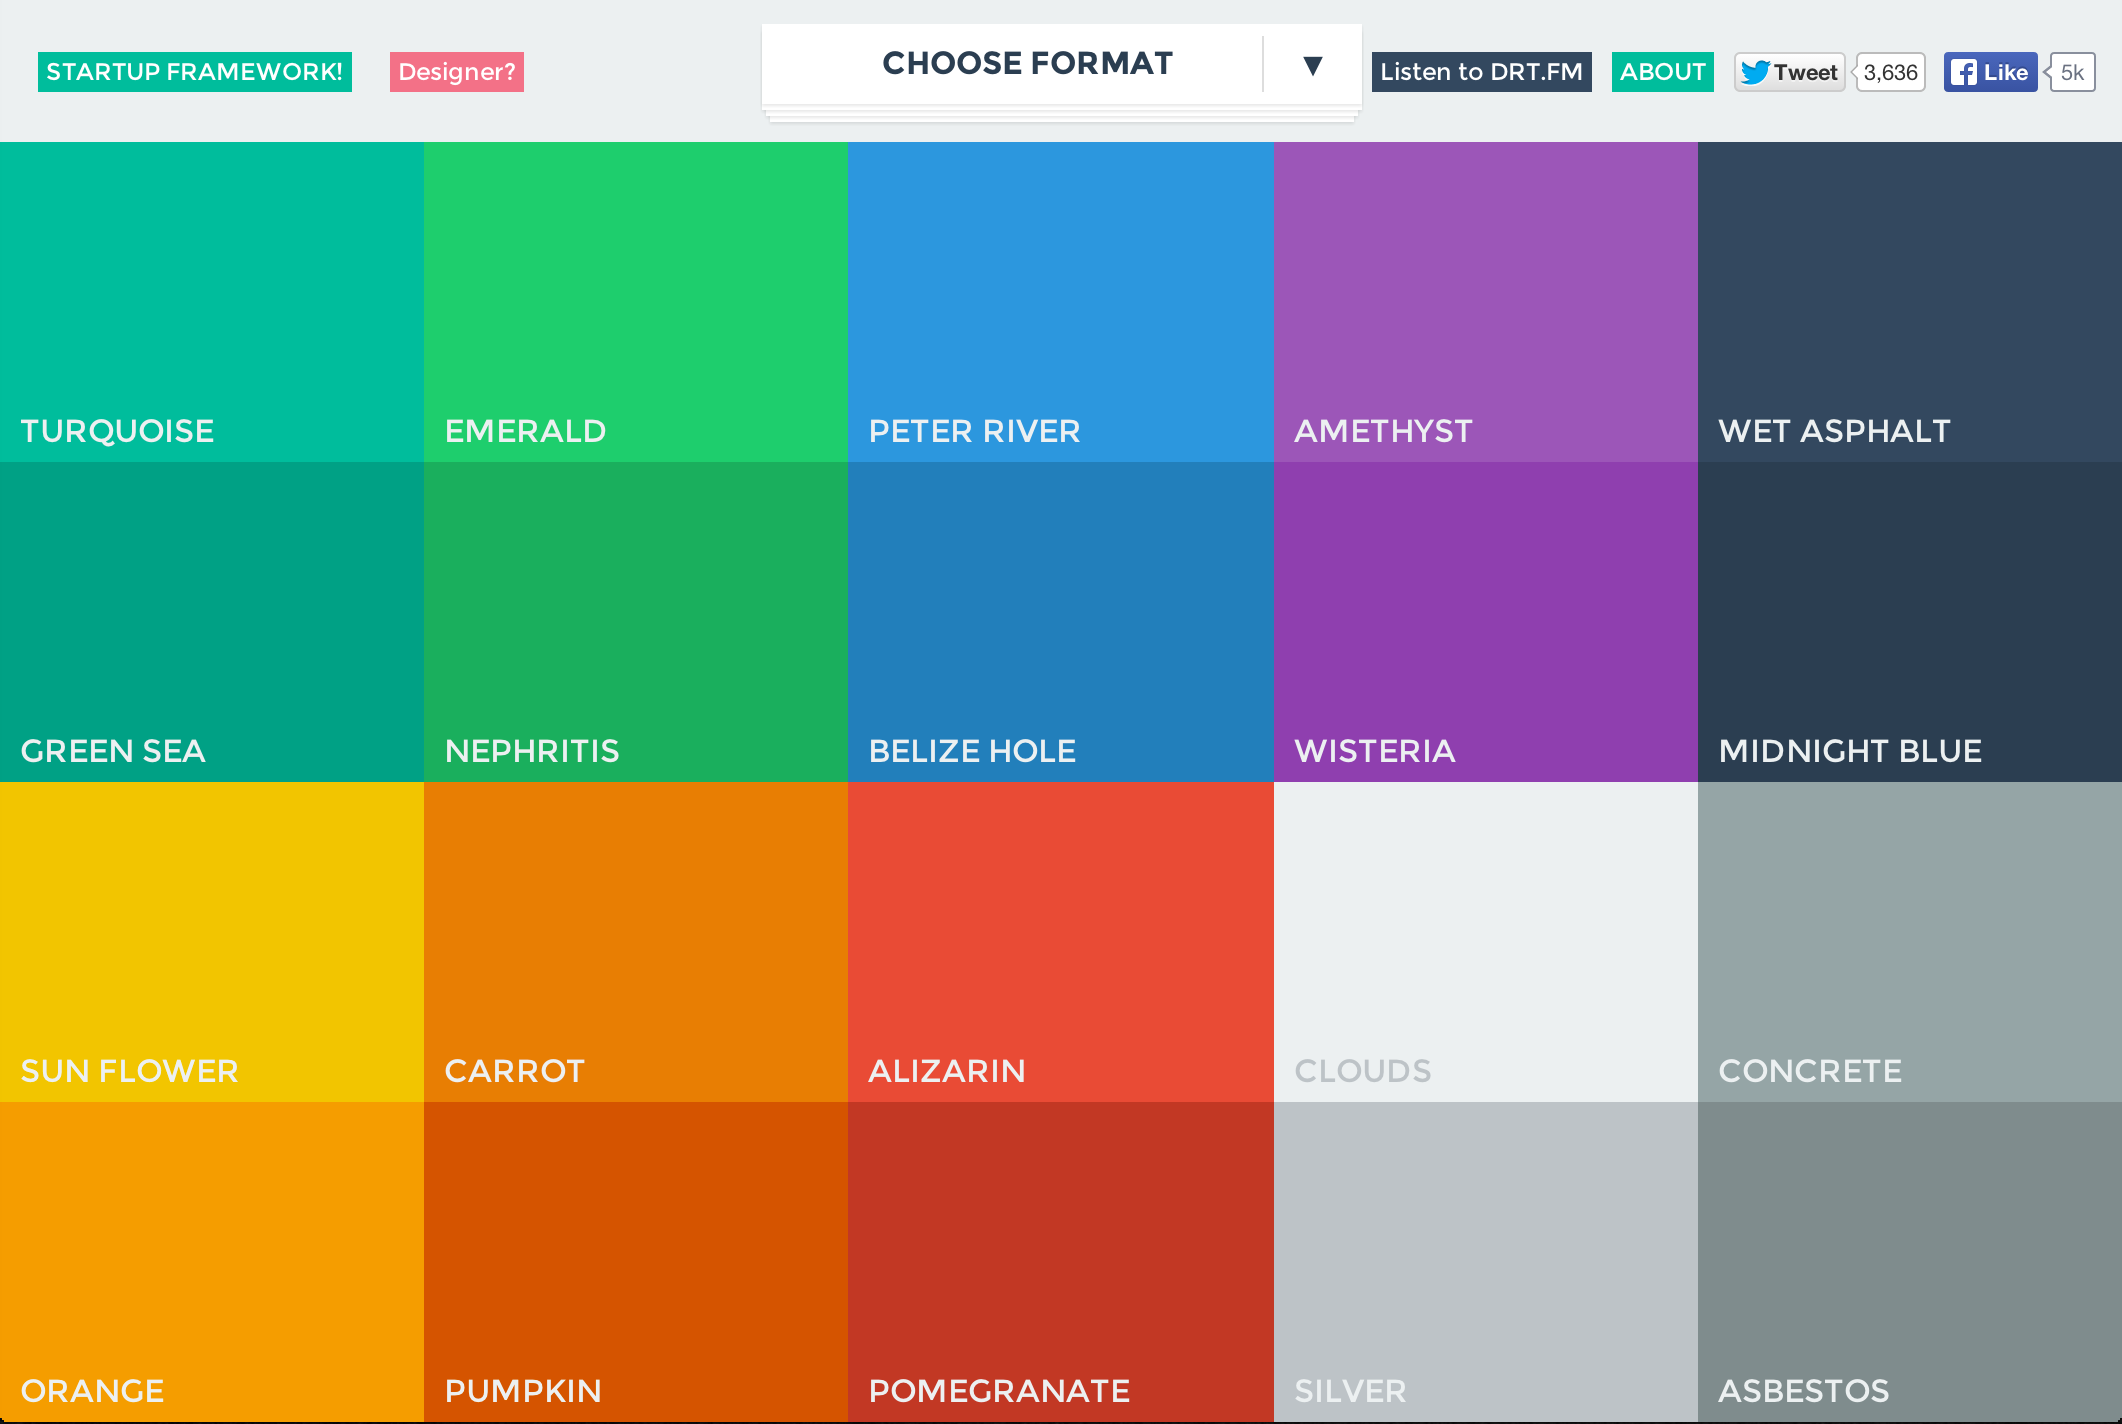 STARTUP FRAMEWORK!
Designer?
CHOOSE FORMAT
▼
Listen to DRT.FM
ABOUT
Tweet
3,636
Like
5k
TURQUOISE
EMERALD
PETER RIVER
AMETHYST
WET ASPHALT
GREEN SEA
NEPHRITIS
BELIZE HOLE
WISTERIA
MIDNIGHT BLUE
SUN FLOWER
CARROT
ALIZARIN
CLOUDS
CONCRETE
ORANGE
PUMPKIN
POMEGRANATE
SILVER
ASBESTOS